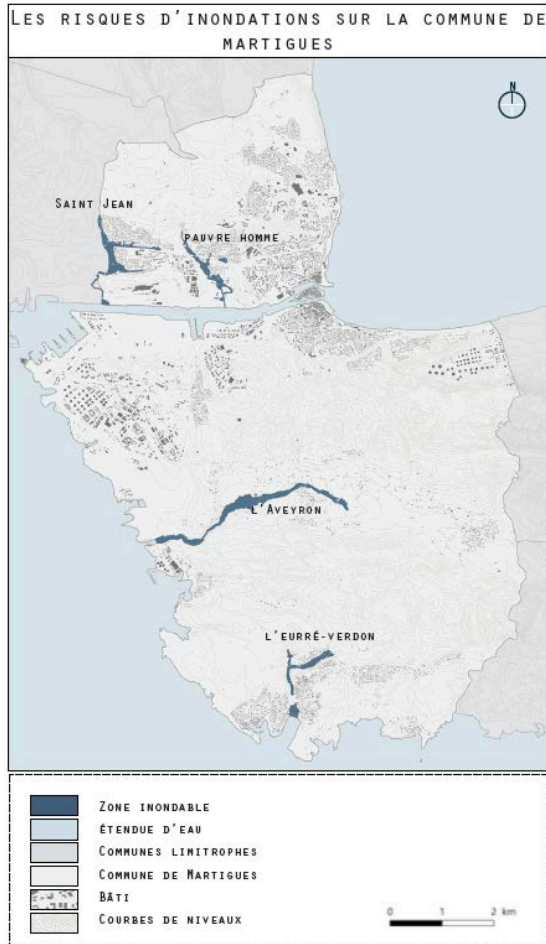 LES RISQUES D'INONDATIONS SUR LA COMMUNE DE
MARTIGUES
N
SAINT JEAN
PAUVRE HOMME
L'AVEYRON
L'EURRÉ-VERDON
ZONE INONDABLE
ÉTENDUE D'EAU
COMMUNES LIMITROPHES
COMMUNE DE MARTIGUES
BÂTI
COURBES DE NIVEAUX
0 1 2 km